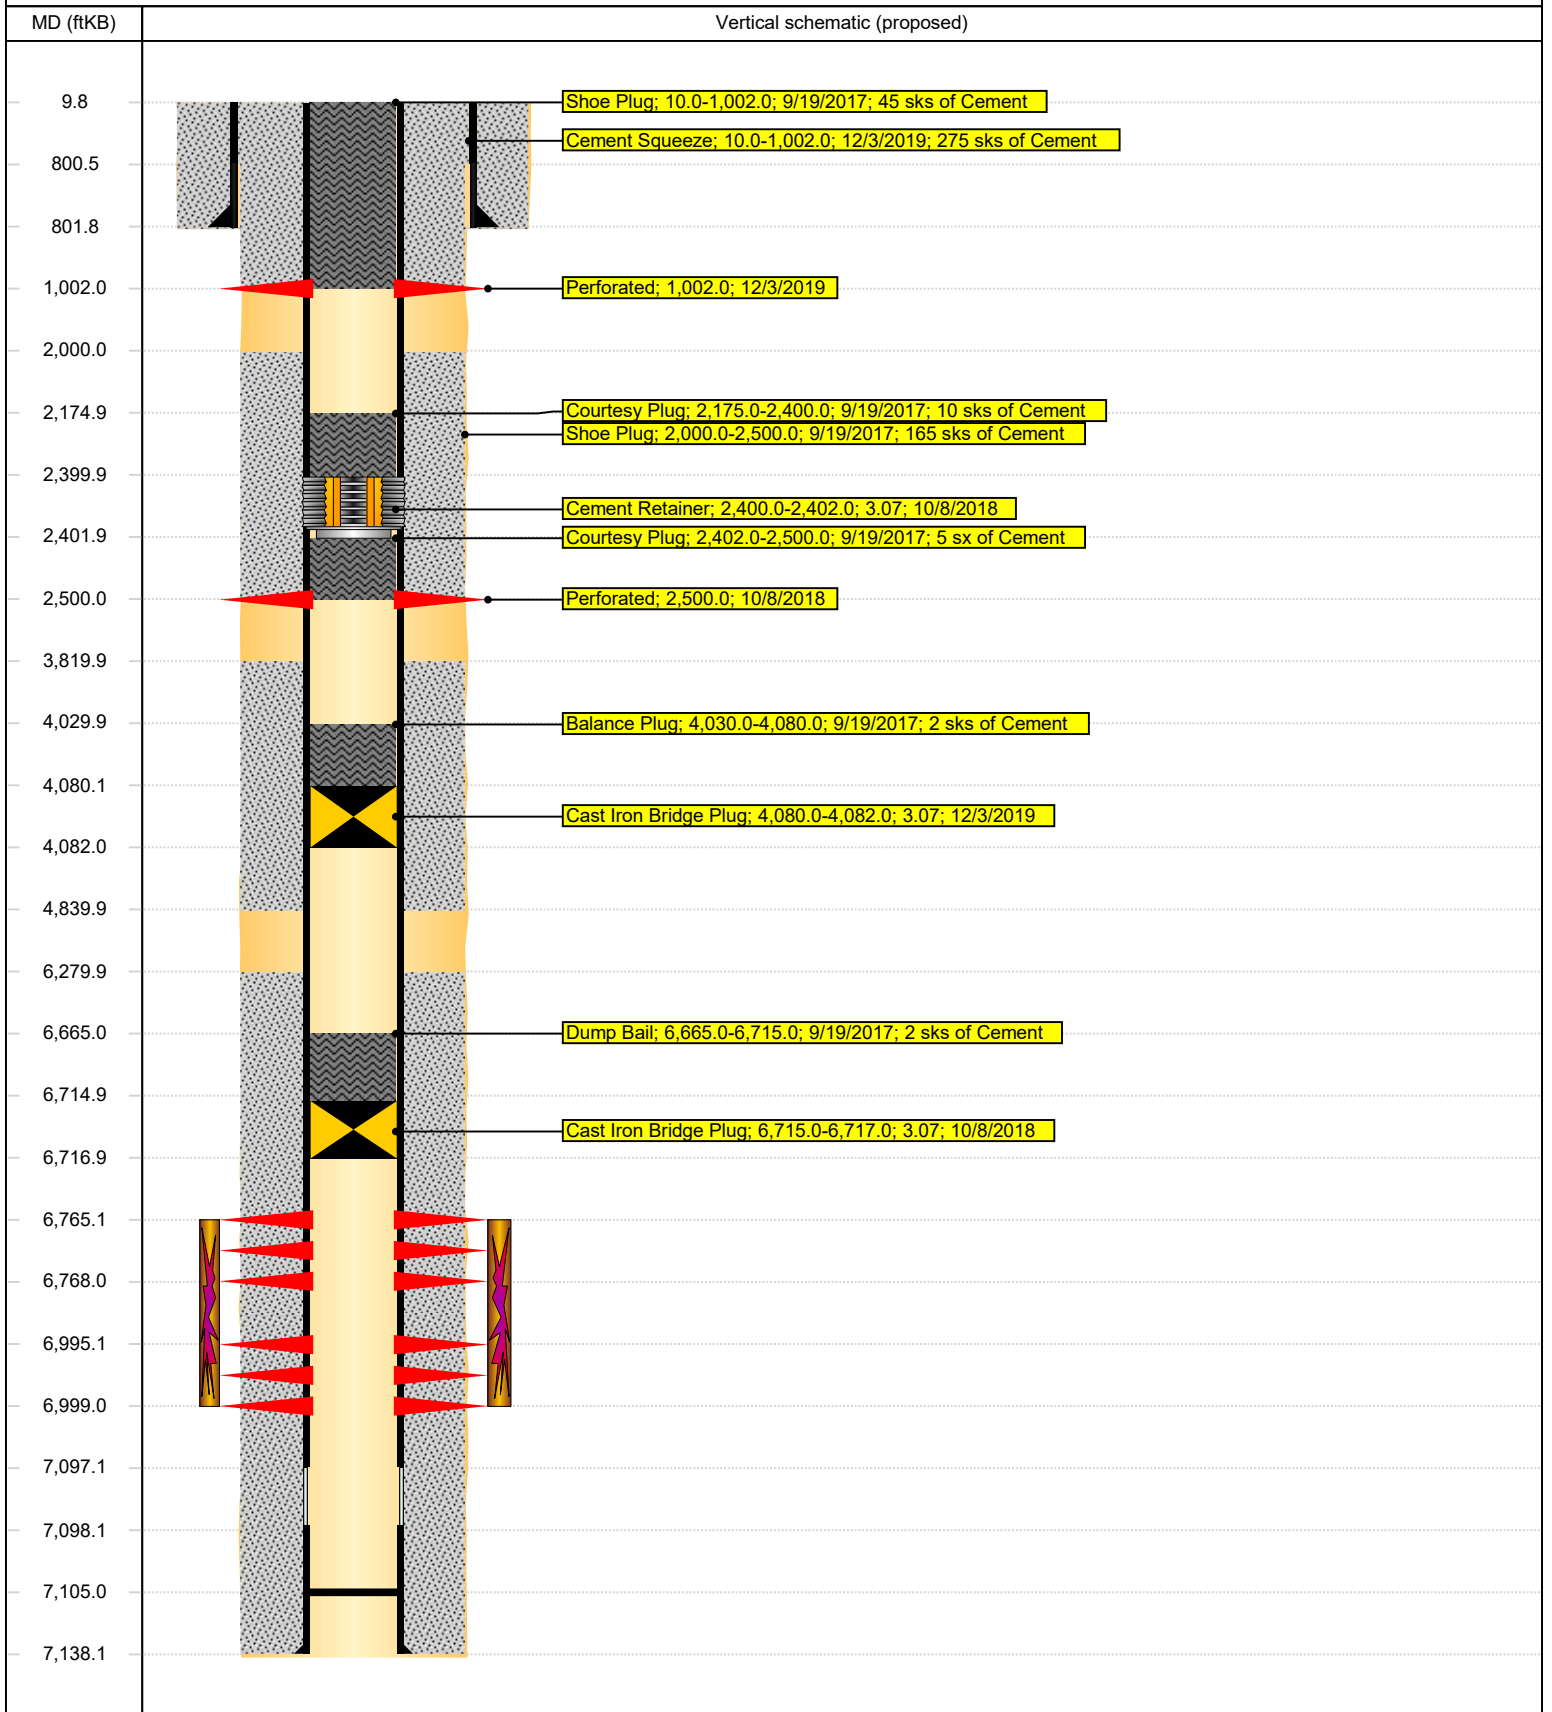 MD (ftKB)
Vertical schematic (proposed)
9.8
Shoe Plug; 10.0-1,002.0; 9/19/2017; 45 sks of Cement
Cement Squeeze; 10.0-1,002.0; 12/3/2019; 275 sks of Cement
800.5
801.8
1,002.0
Perforated; 1,002.0; 12/3/2019
2,000.0
2,174.9
Courtesy Plug; 2,175.0-2,400.0; 9/19/2017; 10 sks of Cement
Shoe Plug; 2,000.0-2,500.0; 9/19/2017; 165 sks of Cement
2,399.9
Cement Retainer; 2,400.0-2,402.0; 3.07; 10/8/2018
2,401.9
Courtesy Plug; 2,402.0-2,500.0; 9/19/2017; 5 sx of Cement
2,500.0
Perforated; 2,500.0; 10/8/2018
3,819.9
4,029.9
Balance Plug; 4,030.0-4,080.0; 9/19/2017; 2 sks of Cement
4,080.1
Cast Iron Bridge Plug; 4,080.0-4,082.0; 3.07; 12/3/2019
4,082.0
4,839.9
6,279.9
6,665.0
Dump Bail; 6,665.0-6,715.0; 9/19/2017; 2 sks of Cement
6,714.9
Cast Iron Bridge Plug; 6,715.0-6,717.0; 3.07; 10/8/2018
6,716.9
6,765.1
6,768.0
6,995.1
6,999.0
7,097.1
7,098.1
7,105.0
7,138.1